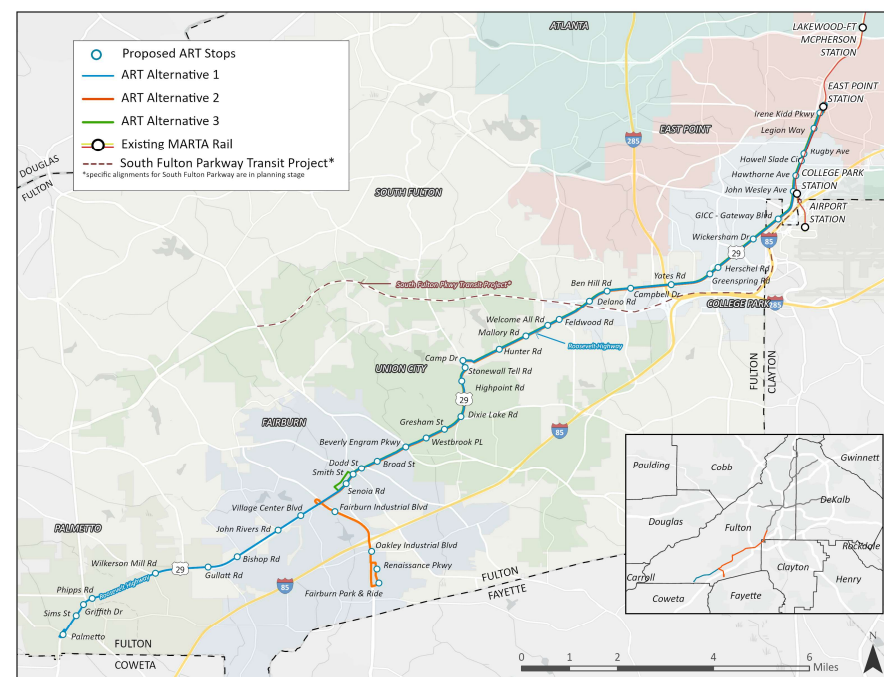 ATLANTA
LAKEWOOD-FT
MCPHERSON
STATION
Proposed ART Stops
ART Alternative 1
ART Alternative 2
ART Alternative 3
Existing MARTA Rail
South Fulton Parkway Transit Project*
*specific alignments for South Fulton Parkway are in planning stage
EAST POINT
STATION
Irene Kidd Pkwy
Legion Way
EAST POINT
285
Rugby Ave
Howell Slade Cir
Hawthorne Ave
COLLEGE PARK
STATION
John Wesley Ave
DOUGLAS
FULTON
SOUTH FULTON
AIRPORT
STATION
GICC - Gateway Blvd
Wickersham Dr
85
29
Herschel Rd
Greenspring Rd
Yates Rd
Ben Hill Rd
Campbell Dr
Delano Rd
South Fulton Pkwy Transit Project*
COLLEGE PARK
285
Welcome All Rd
Feldwood Rd
Mallory Rd
Roosevelt Highway
Hunter Rd
Camp Dr
Stonewall Tell Rd
UNION CITY
Highpoint Rd
29
FULTON
CLAYTON
Dixie Lake Rd
Gresham St
FAIRBURN
85
Westbrook PL
Beverly Engram Pkwy
Broad St
Dodd St
Smith St
Senoia Rd
Village Center Blvd
Fairburn Industrial Blvd
PALMETTO
John Rivers Rd
Oakley Industrial Blvd
Bishop Rd
Wilkerson Mill Rd
29
Gullatt Rd
Renaissance Pkwy
FULTON
FAYETTE
Roosevelt Highway
85
Fairburn Park & Ride
Phipps Rd
Griffith Dr
Sims St
Palmetto
FULTON
COWETA
Gwinnett
Paulding
Cobb
DeKalb
Douglas
Fulton
Rockdale
Clayton
Carroll
Henry
Coweta
Fayette
N
0 1 2 4 6
Miles